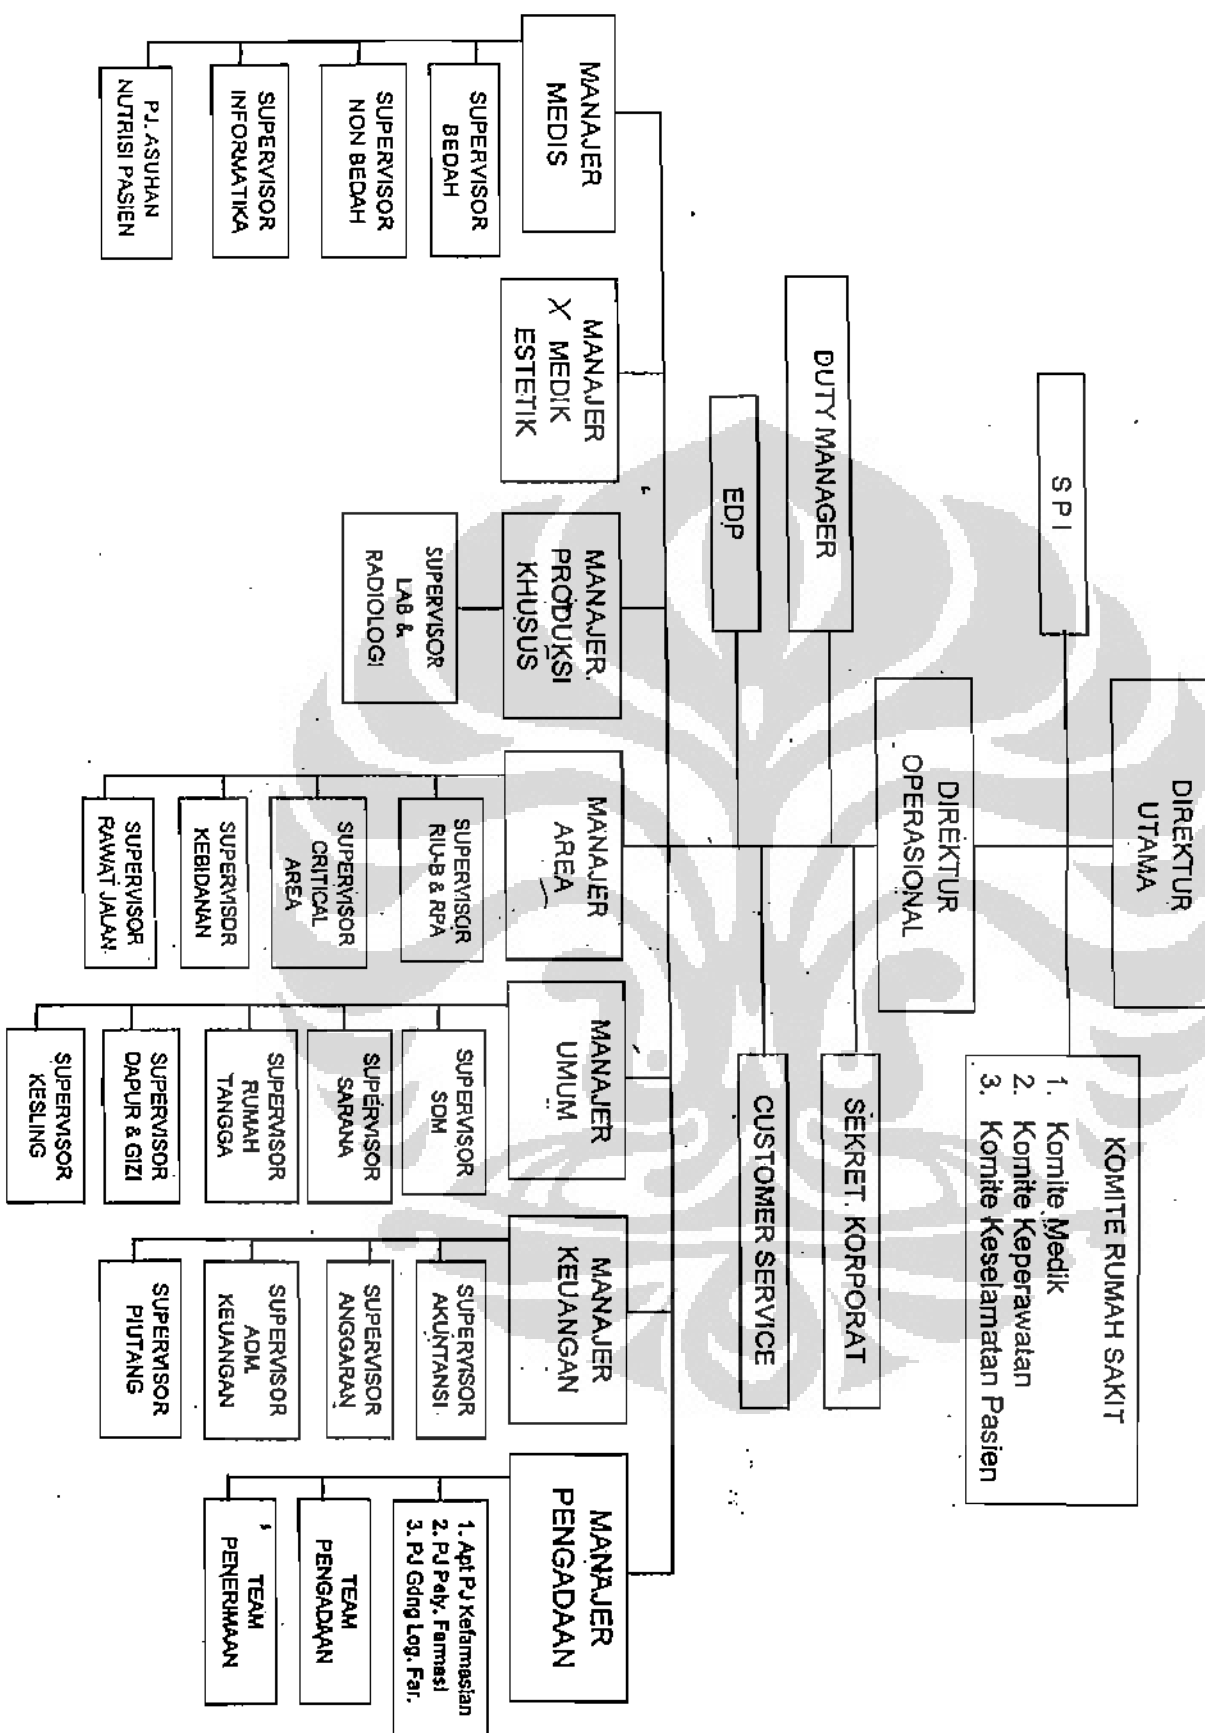 DIREKTUR
UTAMA
S P I
KOMITE RUMAH SAKIT
1. Komite Medik
2. Komite Keperawatan
3. Komite Keselamatan Pasien
DIREKTUR
OPERASIONAL
DUTY MANAGER
SEKRET. KORPORAT
EDP
CUSTOMER SERVICE
MANAJER
MEDIS
SUPERVISOR
BEDAH
SUPERVISOR
NON BEDAH
SUPERVISOR
INFORMATIKA
PJ. ASUHAN
NUTRISI PASIEN
MANAJER
X MEDIK
ESTETIK
MANAJER.
PRODUKSI
KHUSUS
SUPERVISOR
LAB &
RADIOLOGI
MANAJER
AREA
SUPERVISOR
RIU-B & RPA
SUPERVISOR
CRITICAL
AREA
SUPERVISOR
KEBIDANAN
SUPERVISOR
RAWAT JALAN
MANAJER
UMUM
SUPERVISOR
SDM
SUPERVISOR
SARANA
SUPERVISOR
RUMAH
TANGGA
SUPERVISOR
DAPUR & GIZI
SUPERVISOR
KESLING
MANAJER
KEUANGAN
SUPERVISOR
AKUNTANSI
SUPERVISOR
ANGGARAN
SUPERVISOR
ADM.
KEUANGAN
SUPERVISOR
PIUTANG
MANAJER
PENGADAAN
1. Apt PJ Kefarmasian
2. PJ Pely. Farmasi
3. PJ Gdng Log. Far.
TEAM
PENGADAAN
TEAM
PENERIMAAN